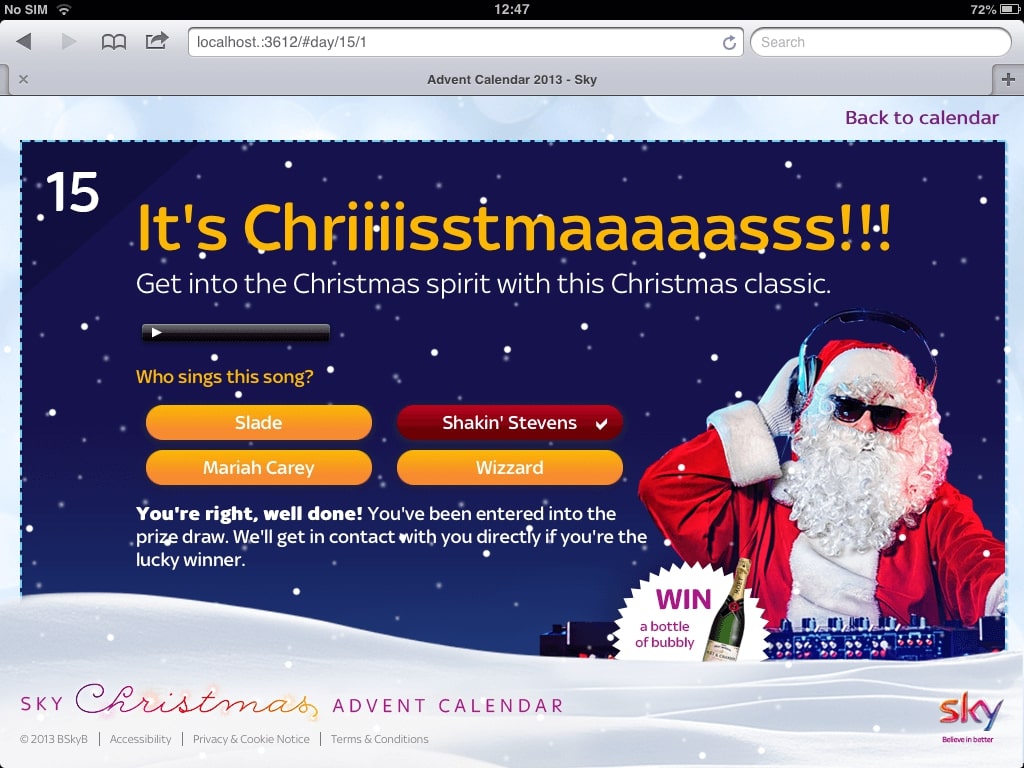 No SIM 12:47 72%
localhost.:3612/#day/15/1 Search
Advent Calendar 2013 - Sky
Back to calendar
15
It's Chriiiisstmaaaaasss!!!
Get into the Christmas spirit with this Christmas classic.
Who sings this song?
Slade Shakin' Stevens
Mariah Carey Wizzard
You're right, well done! You've been entered into the
prize draw. We'll get in contact with you directly if you're the
lucky winner.
WIN
a bottle
of bubbly
SKY Christmas ADVENT CALENDAR
sky
Believe in better
© 2013 BSkyB | Accessibility | Privacy & Cookie Notice | Terms & Conditions